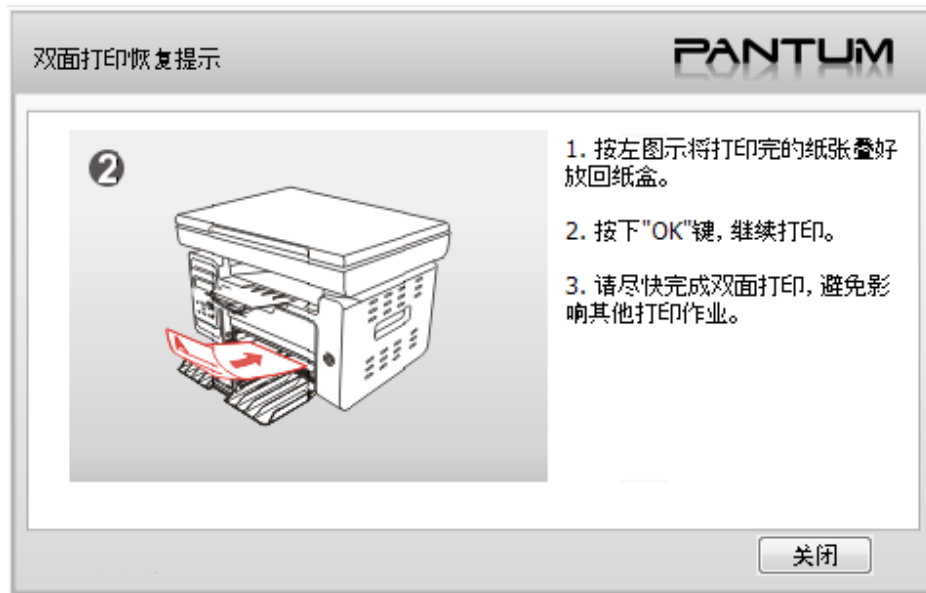 双面打印恢复提示
PANTUM
2
1. 按左图示将打印完的纸张叠好
放回纸盒。
2. 按下"OK"键, 继续打印。
3. 请尽快完成双面打印, 避免影
响其他打印作业。
关闭